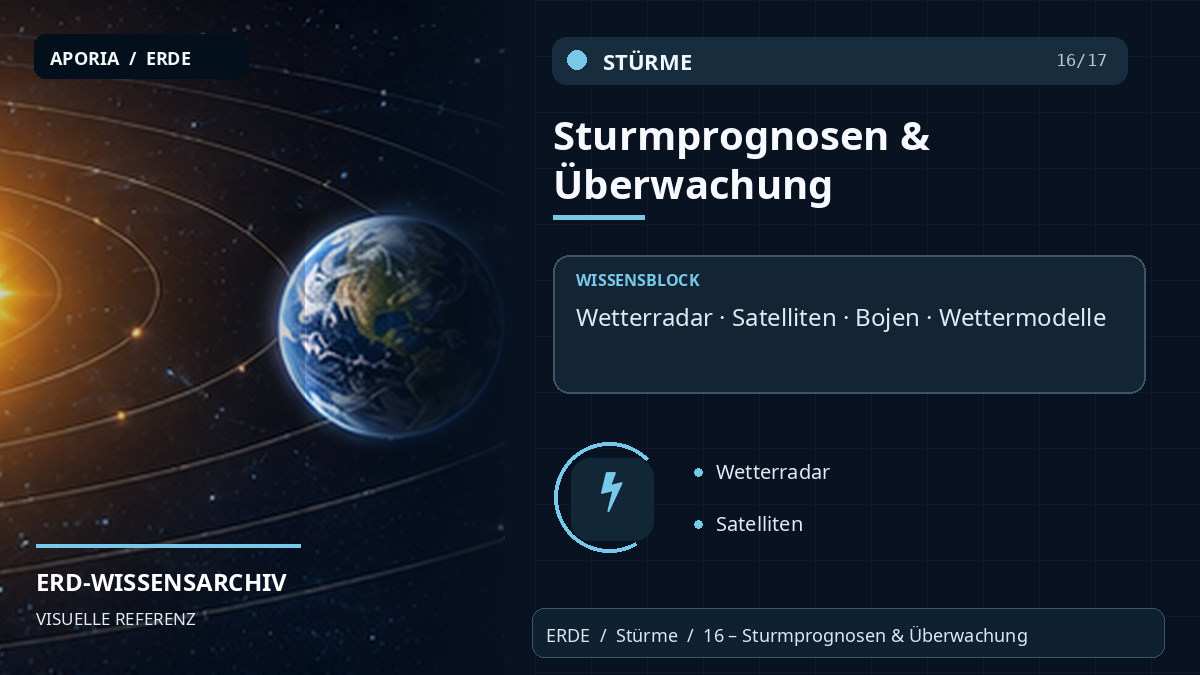 APORIA / ERDE
ERD-WISSENSARCHIV
VISUELLE REFERENZ
STÜRME
16/17
Sturmprognosen &
Überwachung
WISSENSBLOCK
Wetterradar · Satelliten · Bojen · Wettermodelle
Wetterradar
Satelliten
ERDE / Stürme / 16 – Sturmprognosen & Überwachung